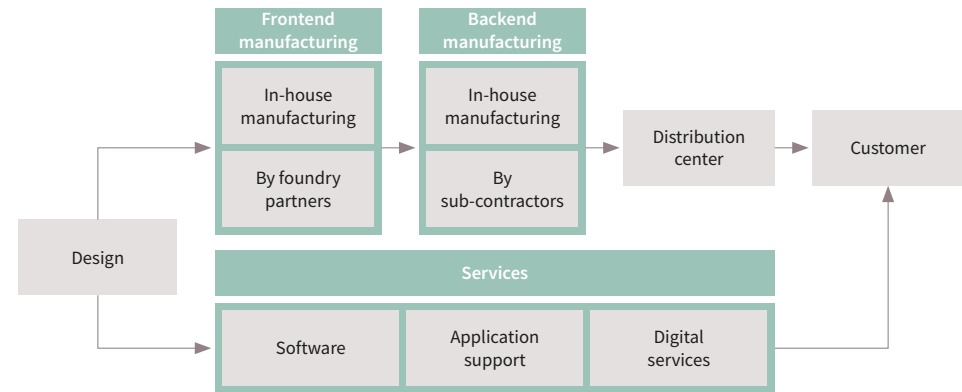 Frontend
manufacturing
Backend
manufacturing
In-house
manufacturing
In-house
manufacturing
Distribution
center
Customer
By foundry
partners
By
sub-contractors
Design
Services
Software
Application
support
Digital
services